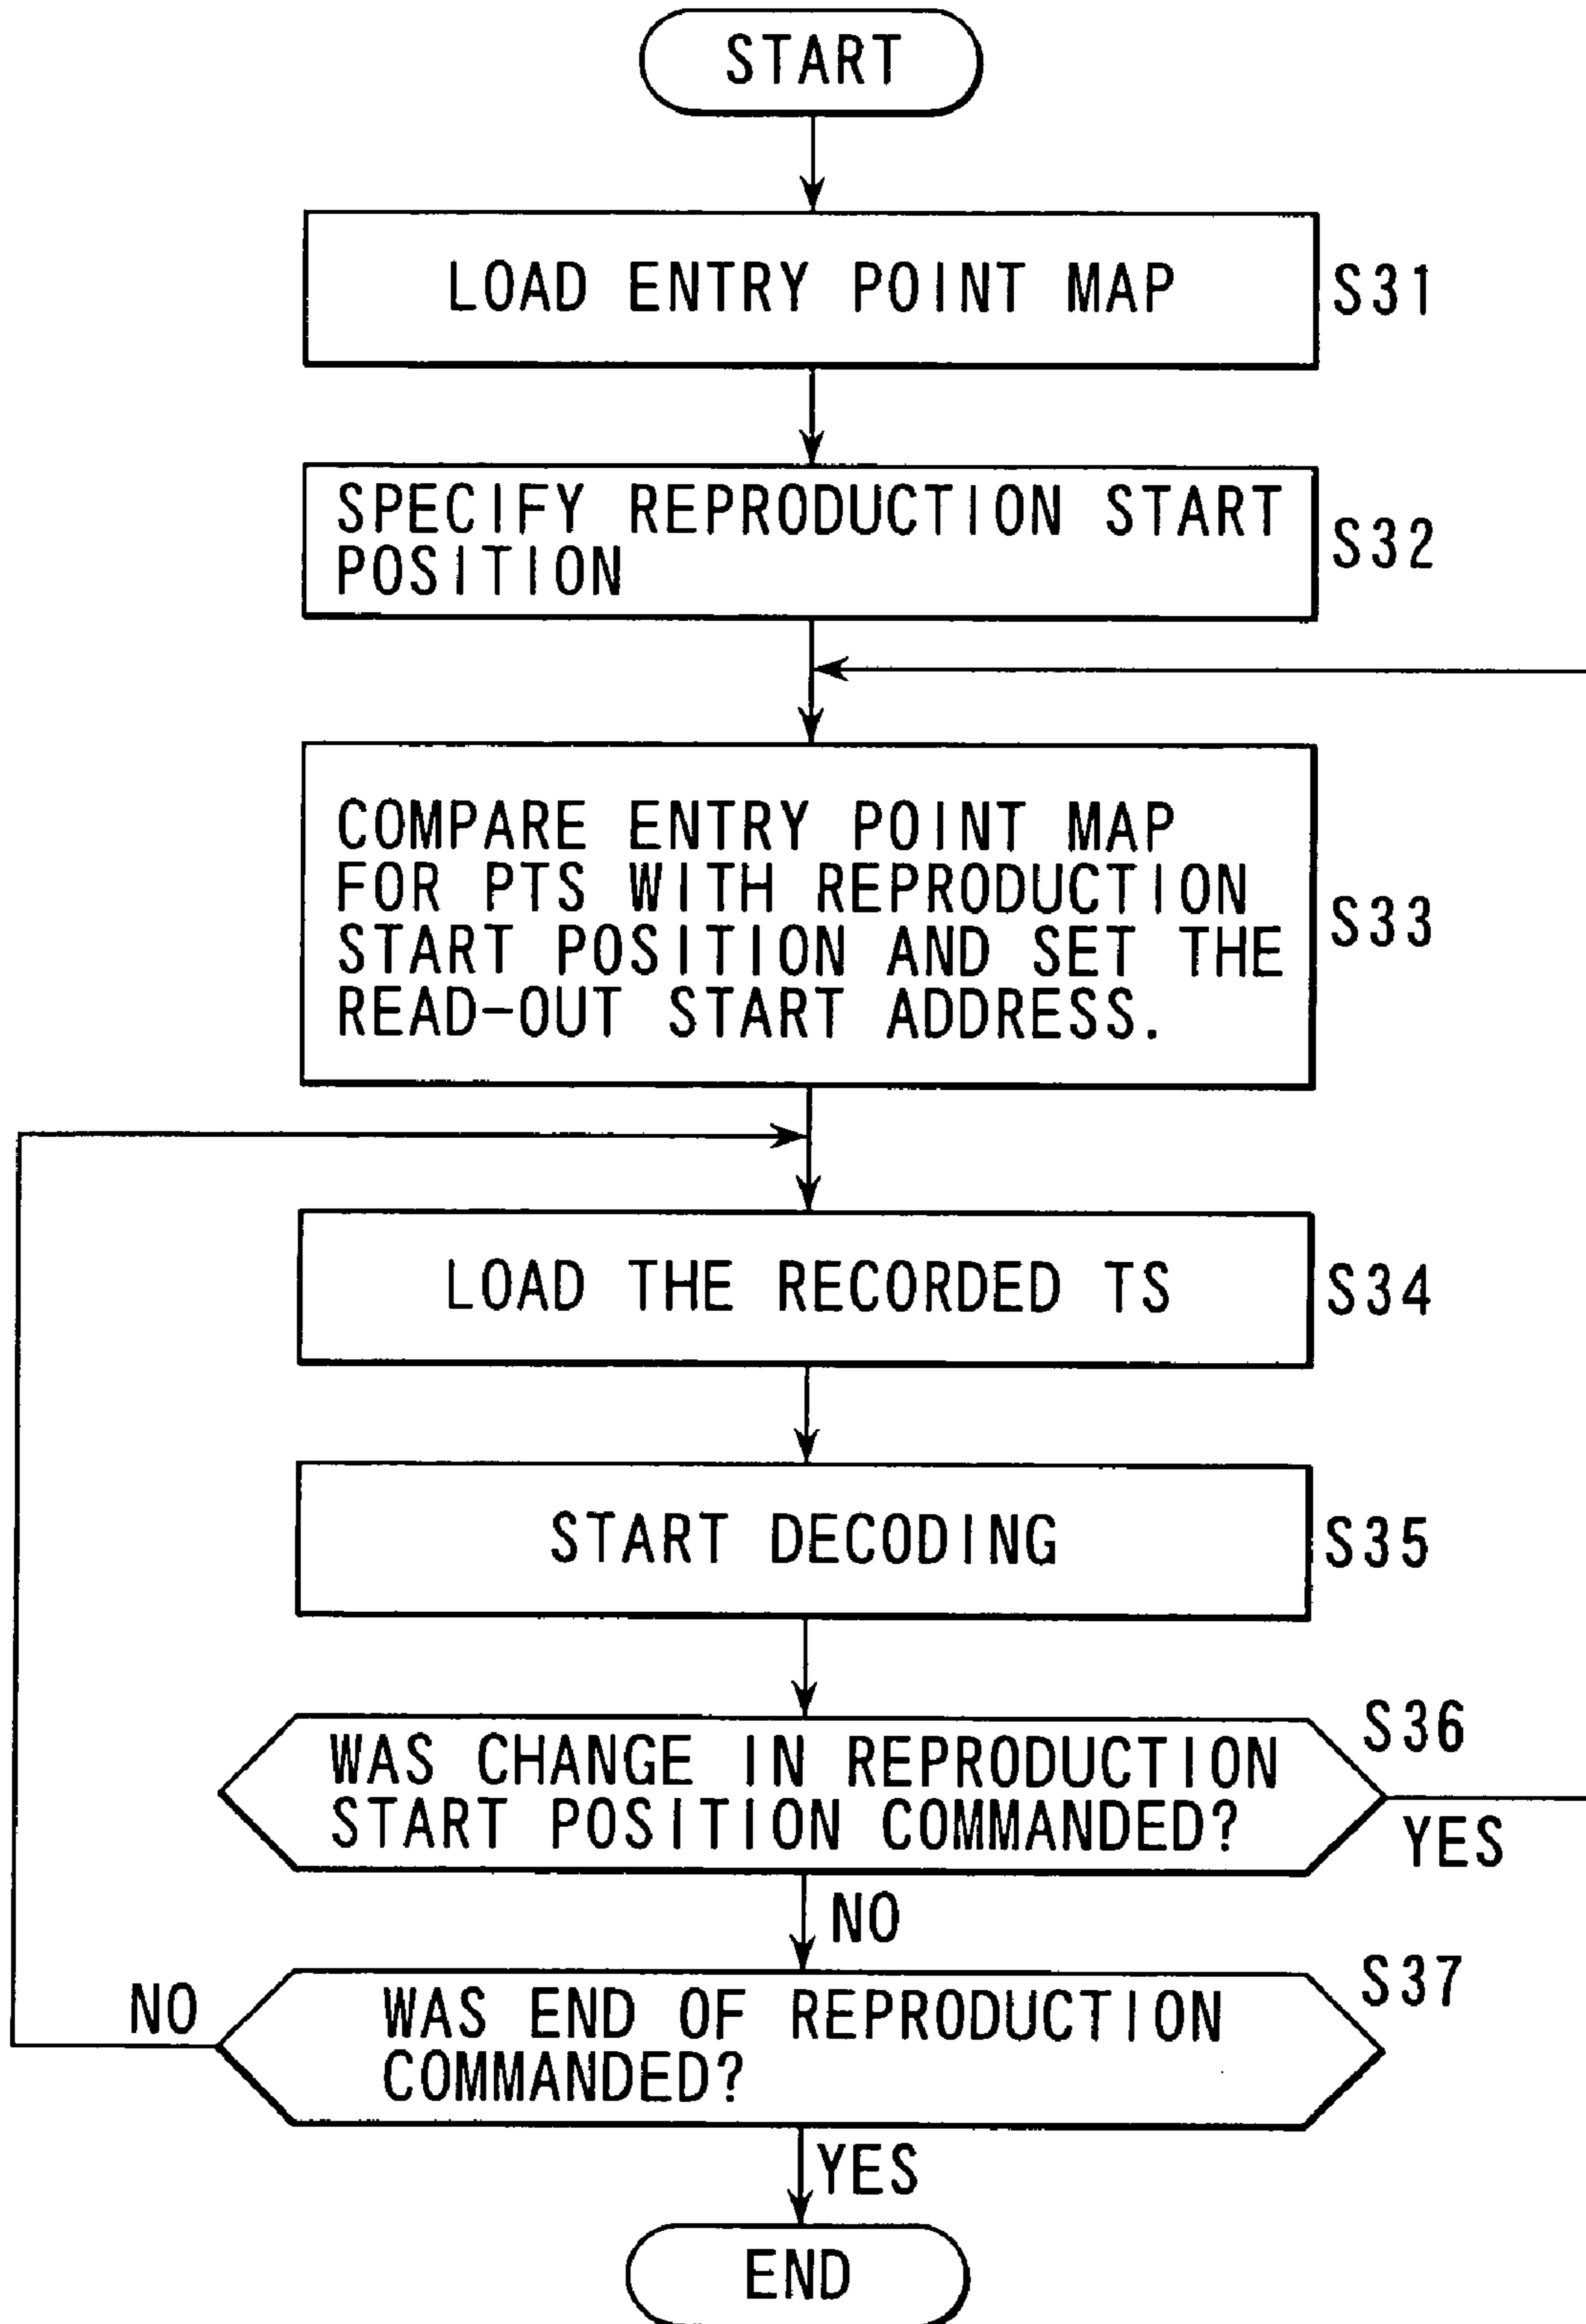 START
LOAD ENTRY POINT MAP
S31
SPECIFY REPRODUCTION START
POSITION
S32
COMPARE ENTRY POINT MAP
FOR PTS WITH REPRODUCTION
START POSITION AND SET THE
READ-OUT START ADDRESS.
S33
LOAD THE RECORDED TS
S34
START DECODING
S35
WAS CHANGE IN REPRODUCTION
START POSITION COMMANDED?
S36
YES
NO
WAS END OF REPRODUCTION
COMMANDED?
S37
NO
YES
END